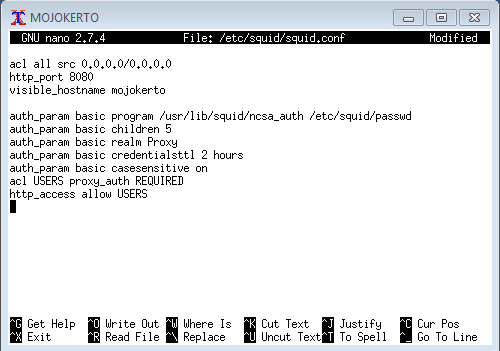 MOJOKERTO
GNU nano 2.7.4 File: /etc/squid/squid.conf Modified
acl all src 0.0.0.0/0.0.0.0
http_port 8080
visible_hostname mojokerto
auth_param basic program /usr/lib/squid/ncsa_auth /etc/squid/passwd
auth_param basic children 5
auth_param basic realm Proxy
auth_param basic credentialsttl 2 hours
auth_param basic casesensitive on
acl USERS proxy_auth REQUIRED
http_access allow USERS
^G Get Help ^O Write Out ^W Where Is ^K Cut Text ^J Justify ^C Cur Pos
^X Exit ^R Read File ^\ Replace ^U Uncut Text ^T To Spell ^_ Go To Line